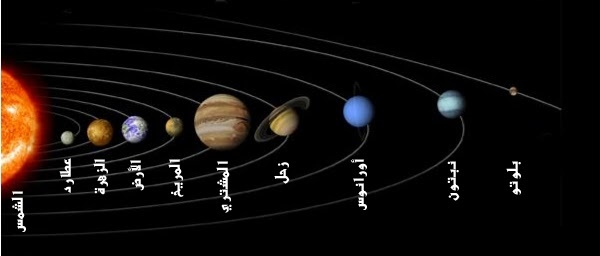 الشمس
عطارد
الزهرة
الأرض
المريخ
المشتري
زحل
أورانوس
نبتون
بلوتو